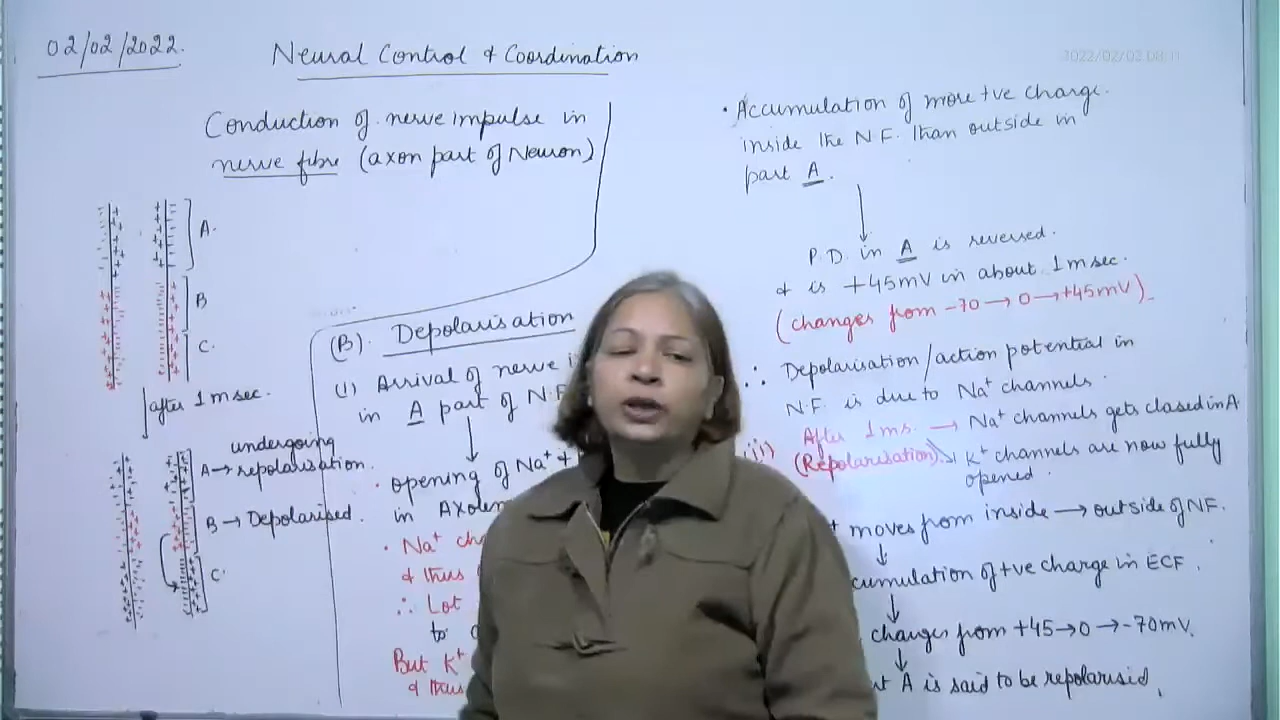 02/02/2022.
Neural Control & Coordination
Conduction of nerve impulse in
nerve fibre (axon part of Neuron)
A.
B
C.
after 1 msec.
undergoing
A → repolarisation.
B → Depolarised.
C
(B). Depolarisation
(i) Arrival of nerve
in A part of N.F
• opening of Na+ +
in
• Na+
& thus
∴ Lot
to
But K+
& thus
• Accumulation of more +ve charge.
inside the N.F. than outside in
part A.
P.D. in A is reversed.
& is +45mV in about 1 msec.
(changes from -70 → 0 → +45mV)
∴ Depolarisation/action potential in
N.F. is due to Na+ channels.
After 1ms. → Na+ channels gets closed in A
(Repolarisation) K+ channels are now fully
opened.
moves from inside → outside of NF.
of +ve charge in ECF.
changes from +45 → 0 → -70mV.
A is said to be repolarised.